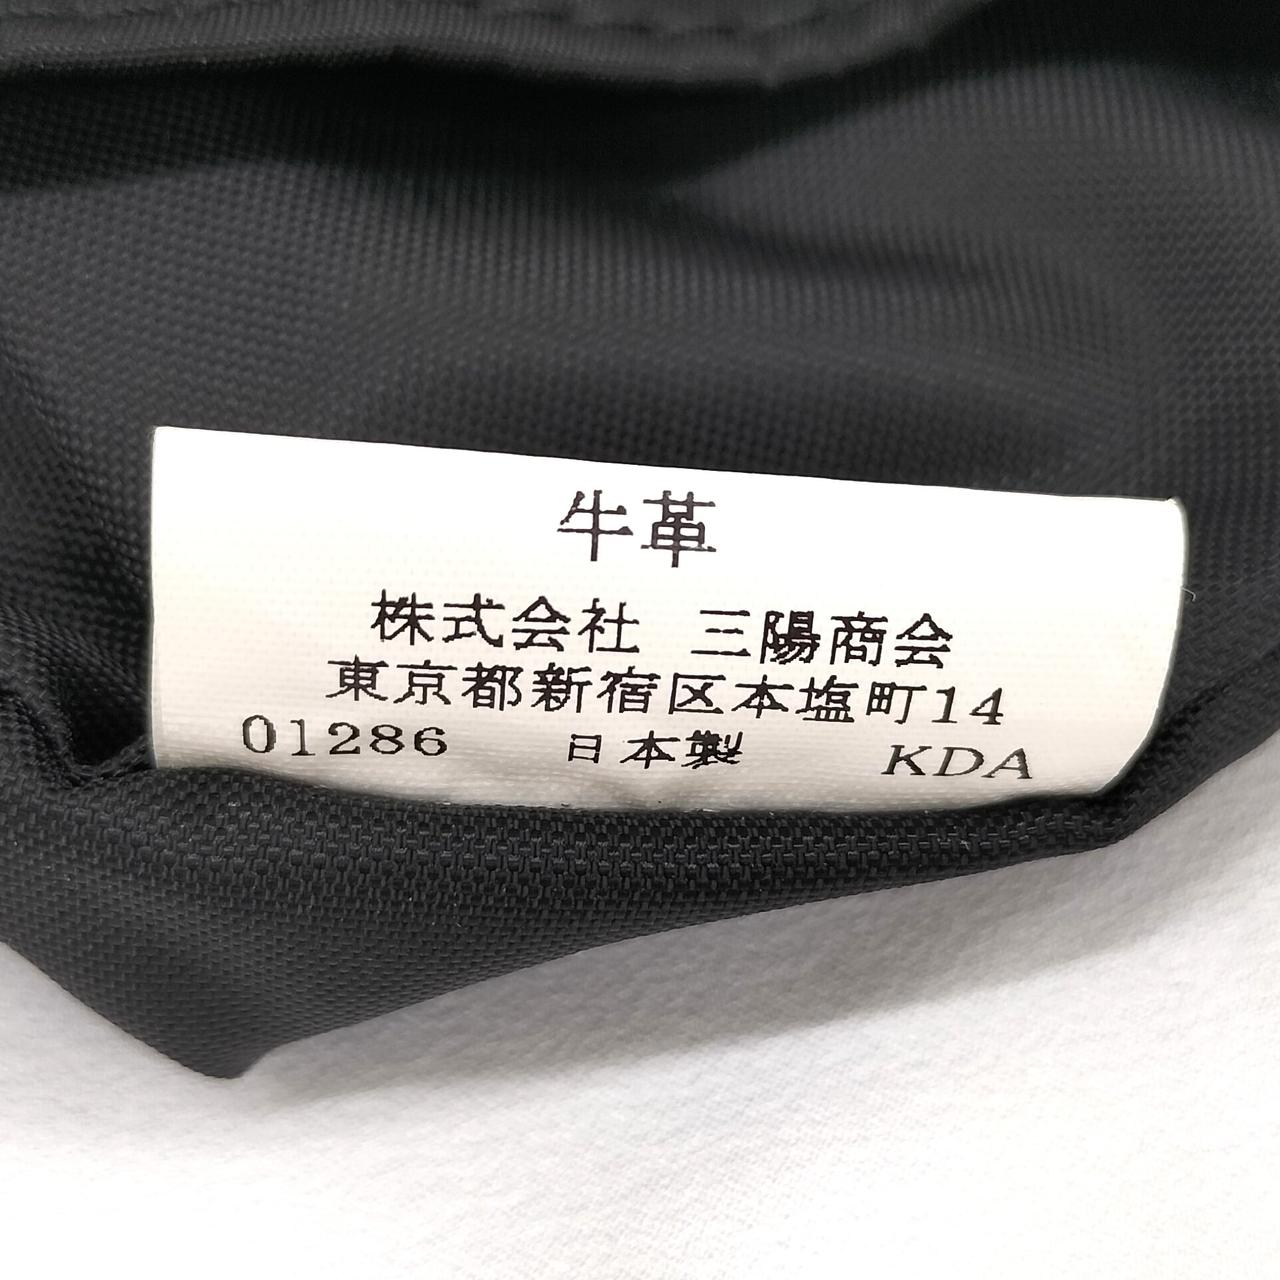 牛革
株式会社 三陽商会
東京都新宿区本塩町14
01286 日本製 KDA